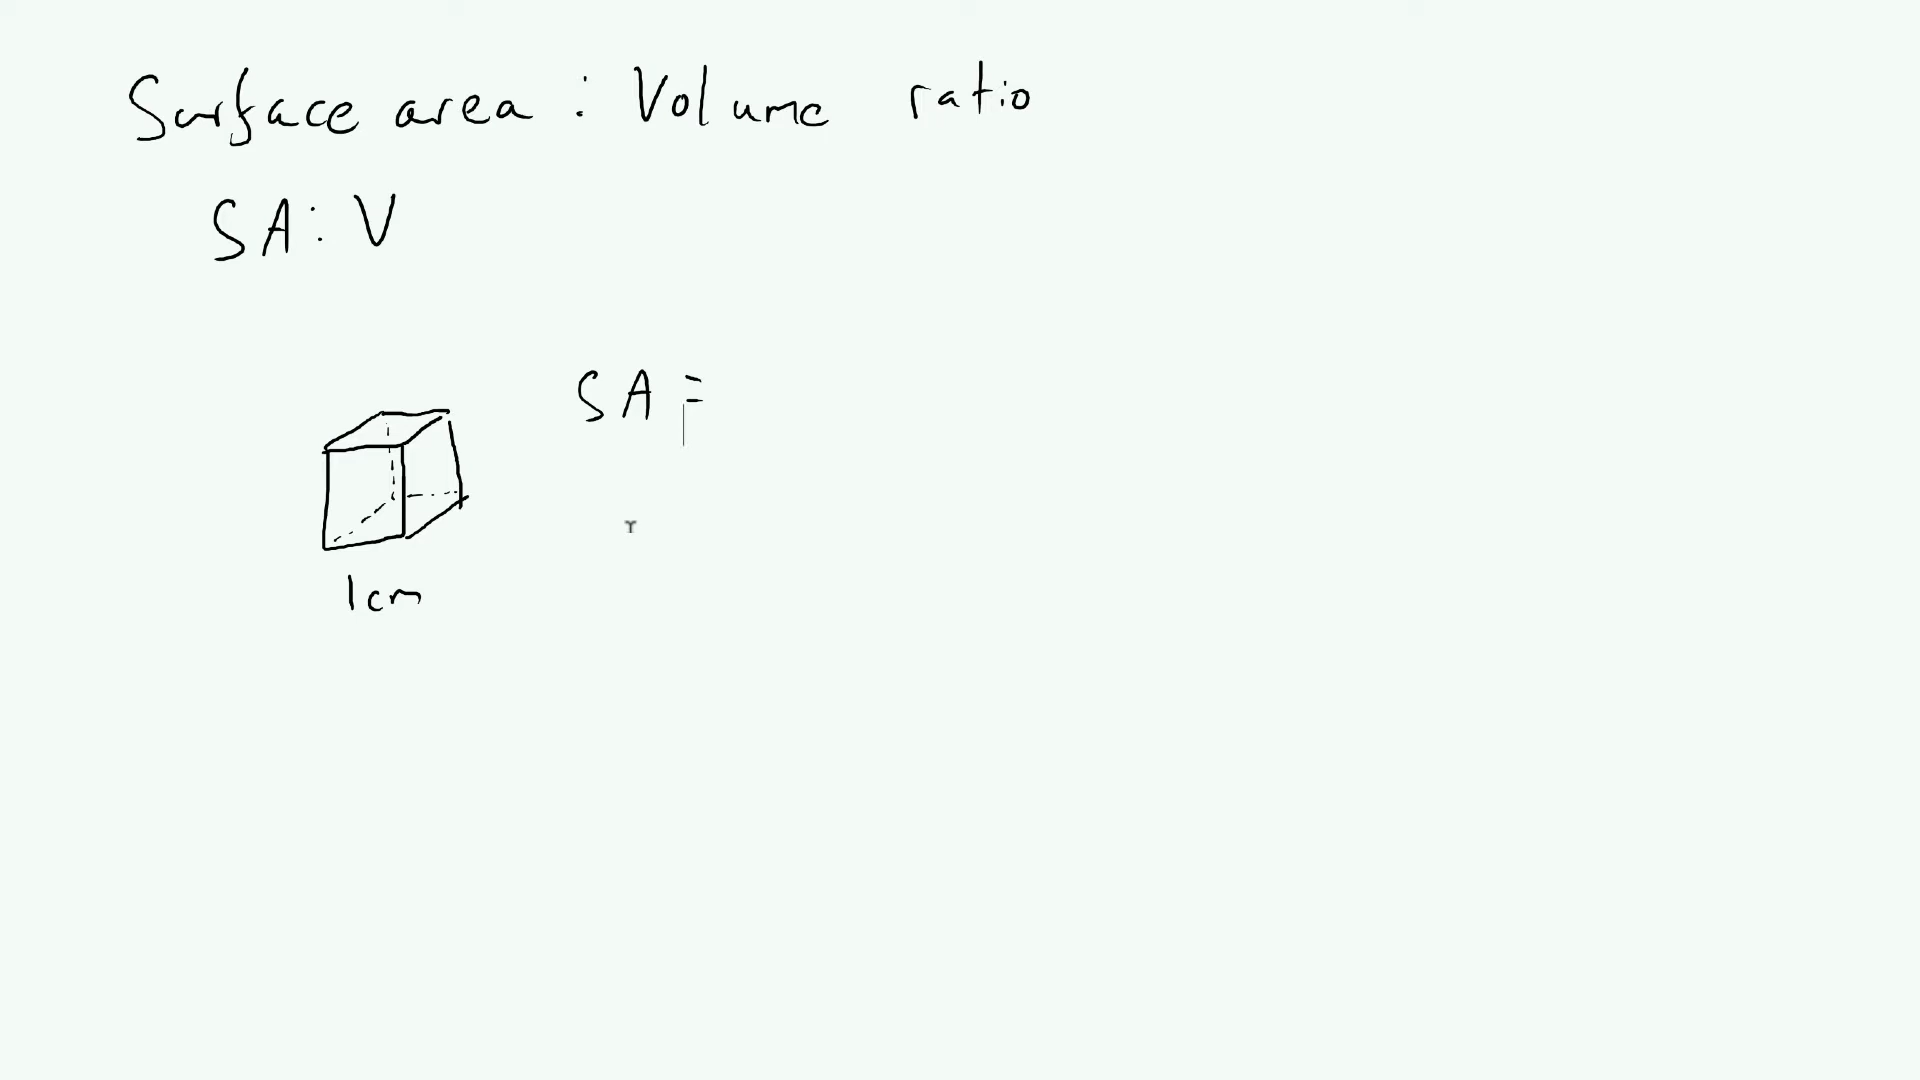 Surface area : Volume ratio
SA : V
SA =
1cm